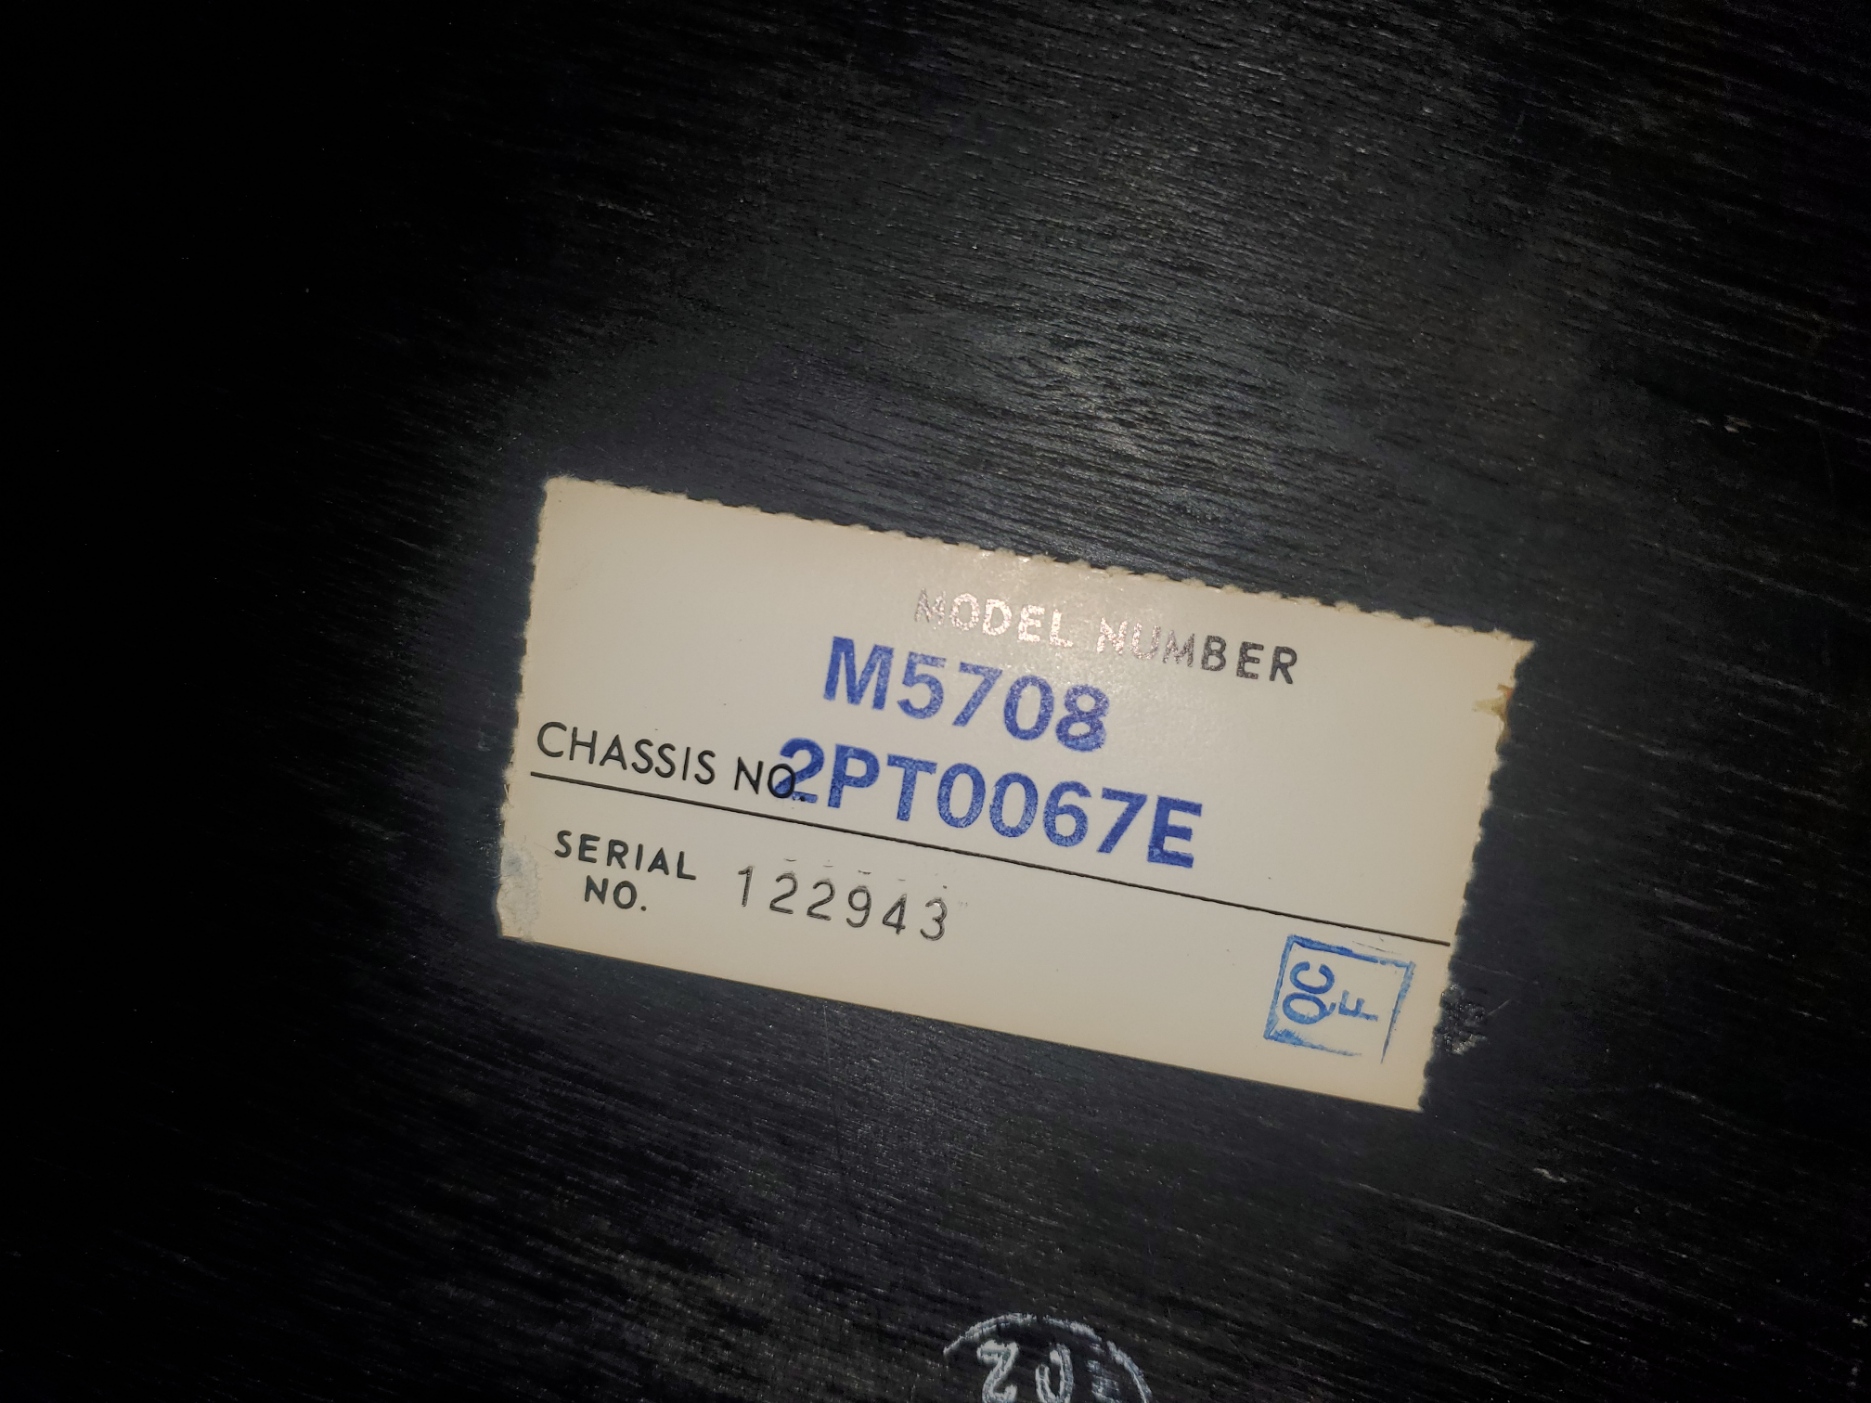 MODEL NUMBER
M5708
CHASSIS NO. 2PT0067E
SERIAL
NO. 122943
QC
F